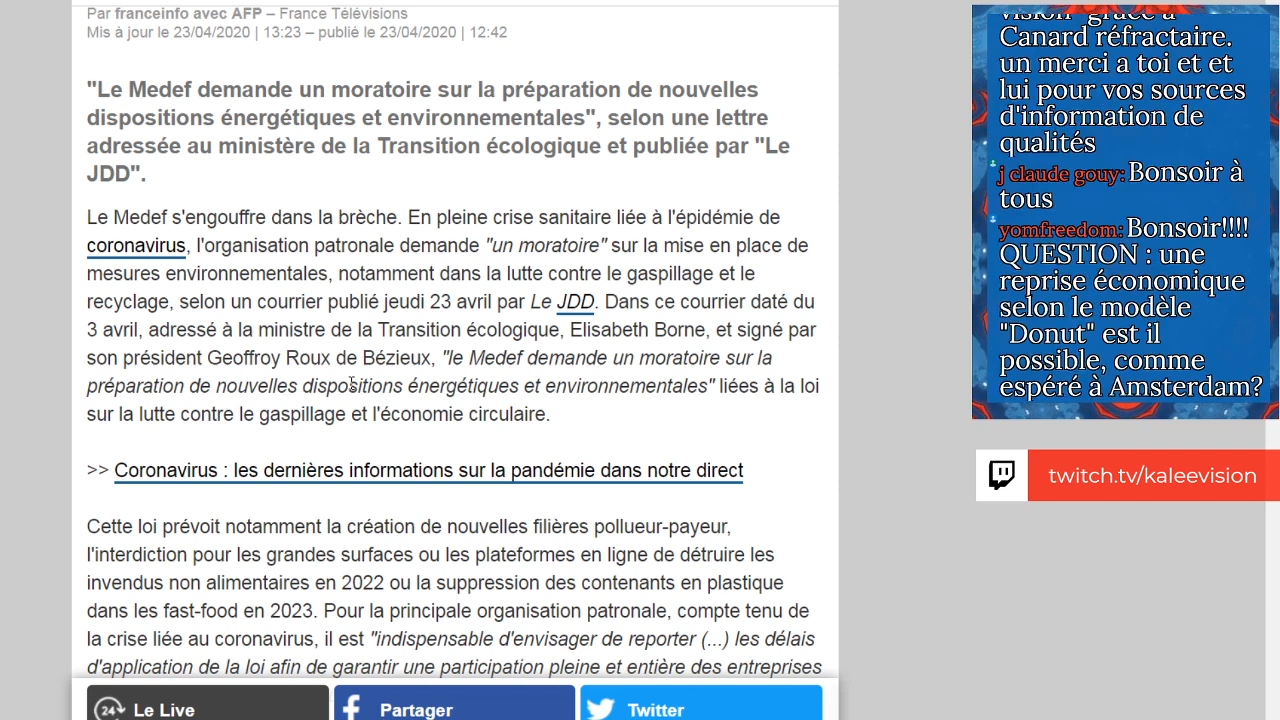 Par franceinfo avec AFP – France Télévisions
Mis à jour le 23/04/2020 | 13:23 – publié le 23/04/2020 | 12:42
"Le Medef demande un moratoire sur la préparation de nouvelles
dispositions énergétiques et environnementales", selon une lettre
adressée au ministère de la Transition écologique et publiée par "Le
JDD".
Le Medef s'engouffre dans la brèche. En pleine crise sanitaire liée à l'épidémie de
coronavirus, l'organisation patronale demande "un moratoire" sur la mise en place de
mesures environnementales, notamment dans la lutte contre le gaspillage et le
recyclage, selon un courrier publié jeudi 23 avril par Le JDD. Dans ce courrier daté du
3 avril, adressé à la ministre de la Transition écologique, Elisabeth Borne, et signé par
son président Geoffroy Roux de Bézieux, "le Medef demande un moratoire sur la
préparation de nouvelles dispositions énergétiques et environnementales" liées à la loi
sur la lutte contre le gaspillage et l'économie circulaire.
>> Coronavirus : les dernières informations sur la pandémie dans notre direct
Cette loi prévoit notamment la création de nouvelles filières pollueur-payeur,
l'interdiction pour les grandes surfaces ou les plateformes en ligne de détruire les
invendus non alimentaires en 2022 ou la suppression des contenants en plastique
dans les fast-food en 2023. Pour la principale organisation patronale, compte tenu de
la crise liée au coronavirus, il est "indispensable d'envisager de reporter (...) les délais
d'application de la loi afin de garantir une participation pleine et entière des entreprises
24 Le Live
Partager
Twitter
vision" grâce à
Canard réfractaire.
un merci a toi et et
lui pour vos sources
d'information de
qualités
j claude gouy: Bonsoir à
tous
yomfreedom: Bonsoir!!!!
QUESTION : une
reprise économique
selon le modèle
"Donut" est il
possible, comme
espéré à Amsterdam?
twitch.tv/kaleevision